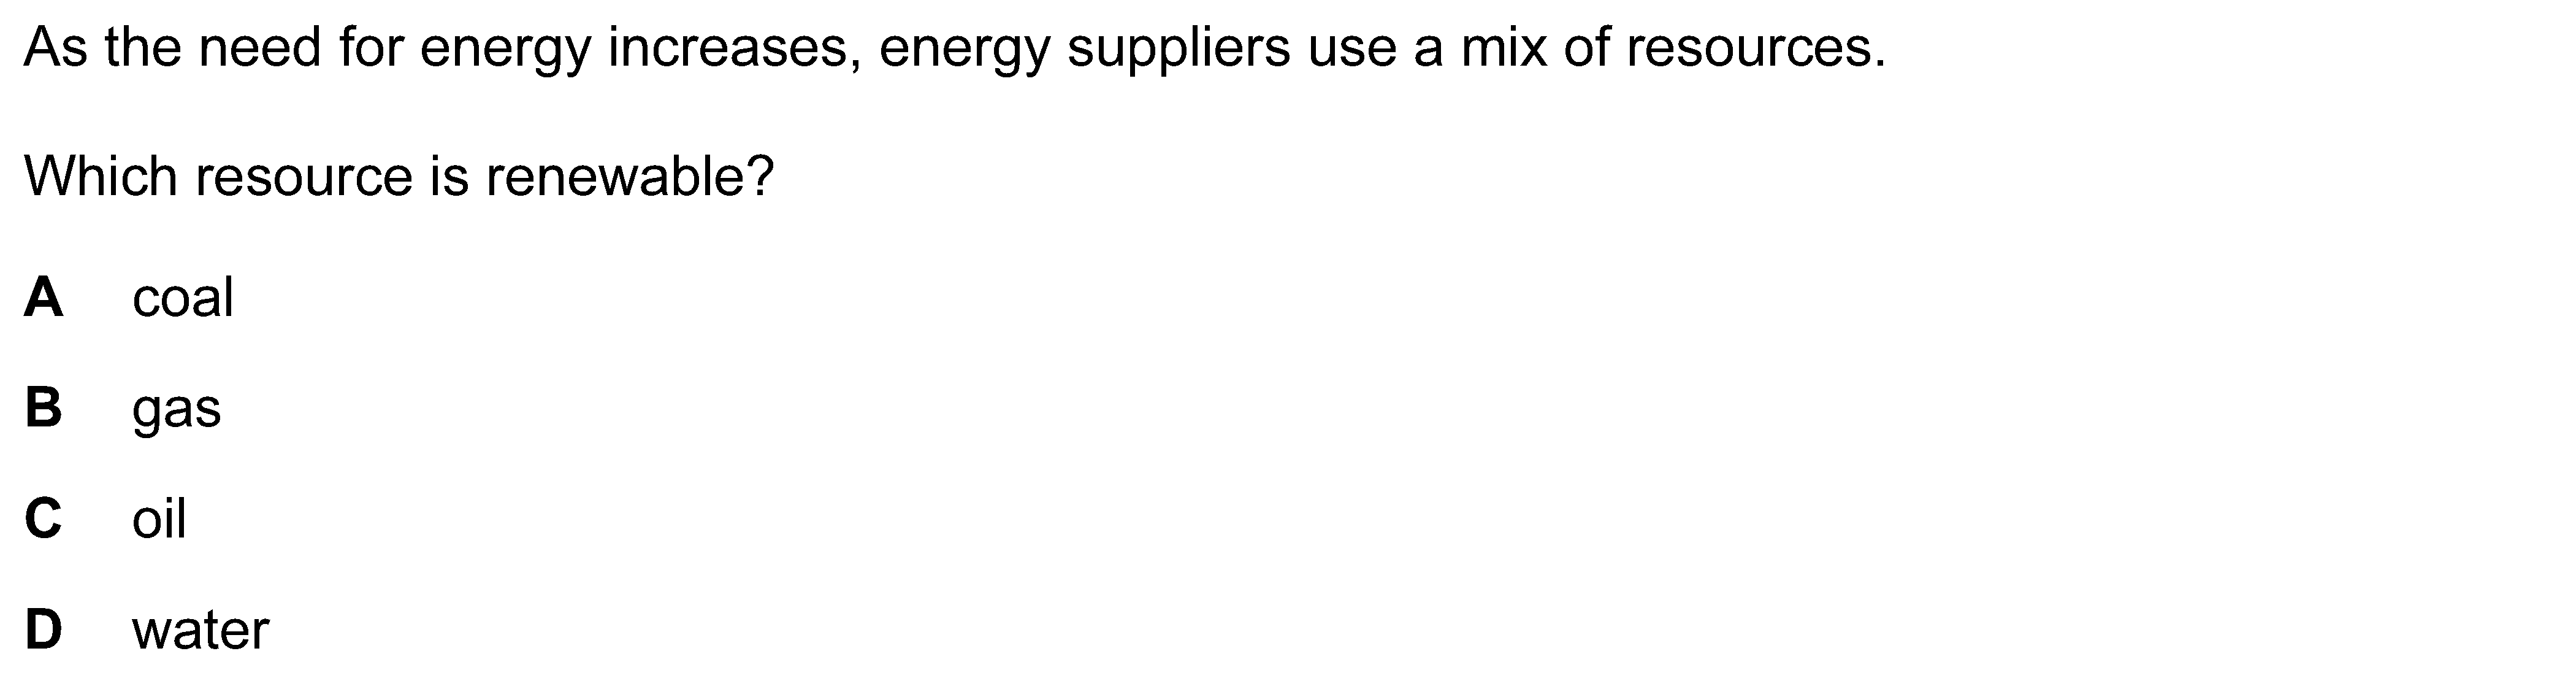 As the need for energy increases, energy suppliers use a mix of resources.
Which resource is renewable?
A coal
B gas
C oil
D water